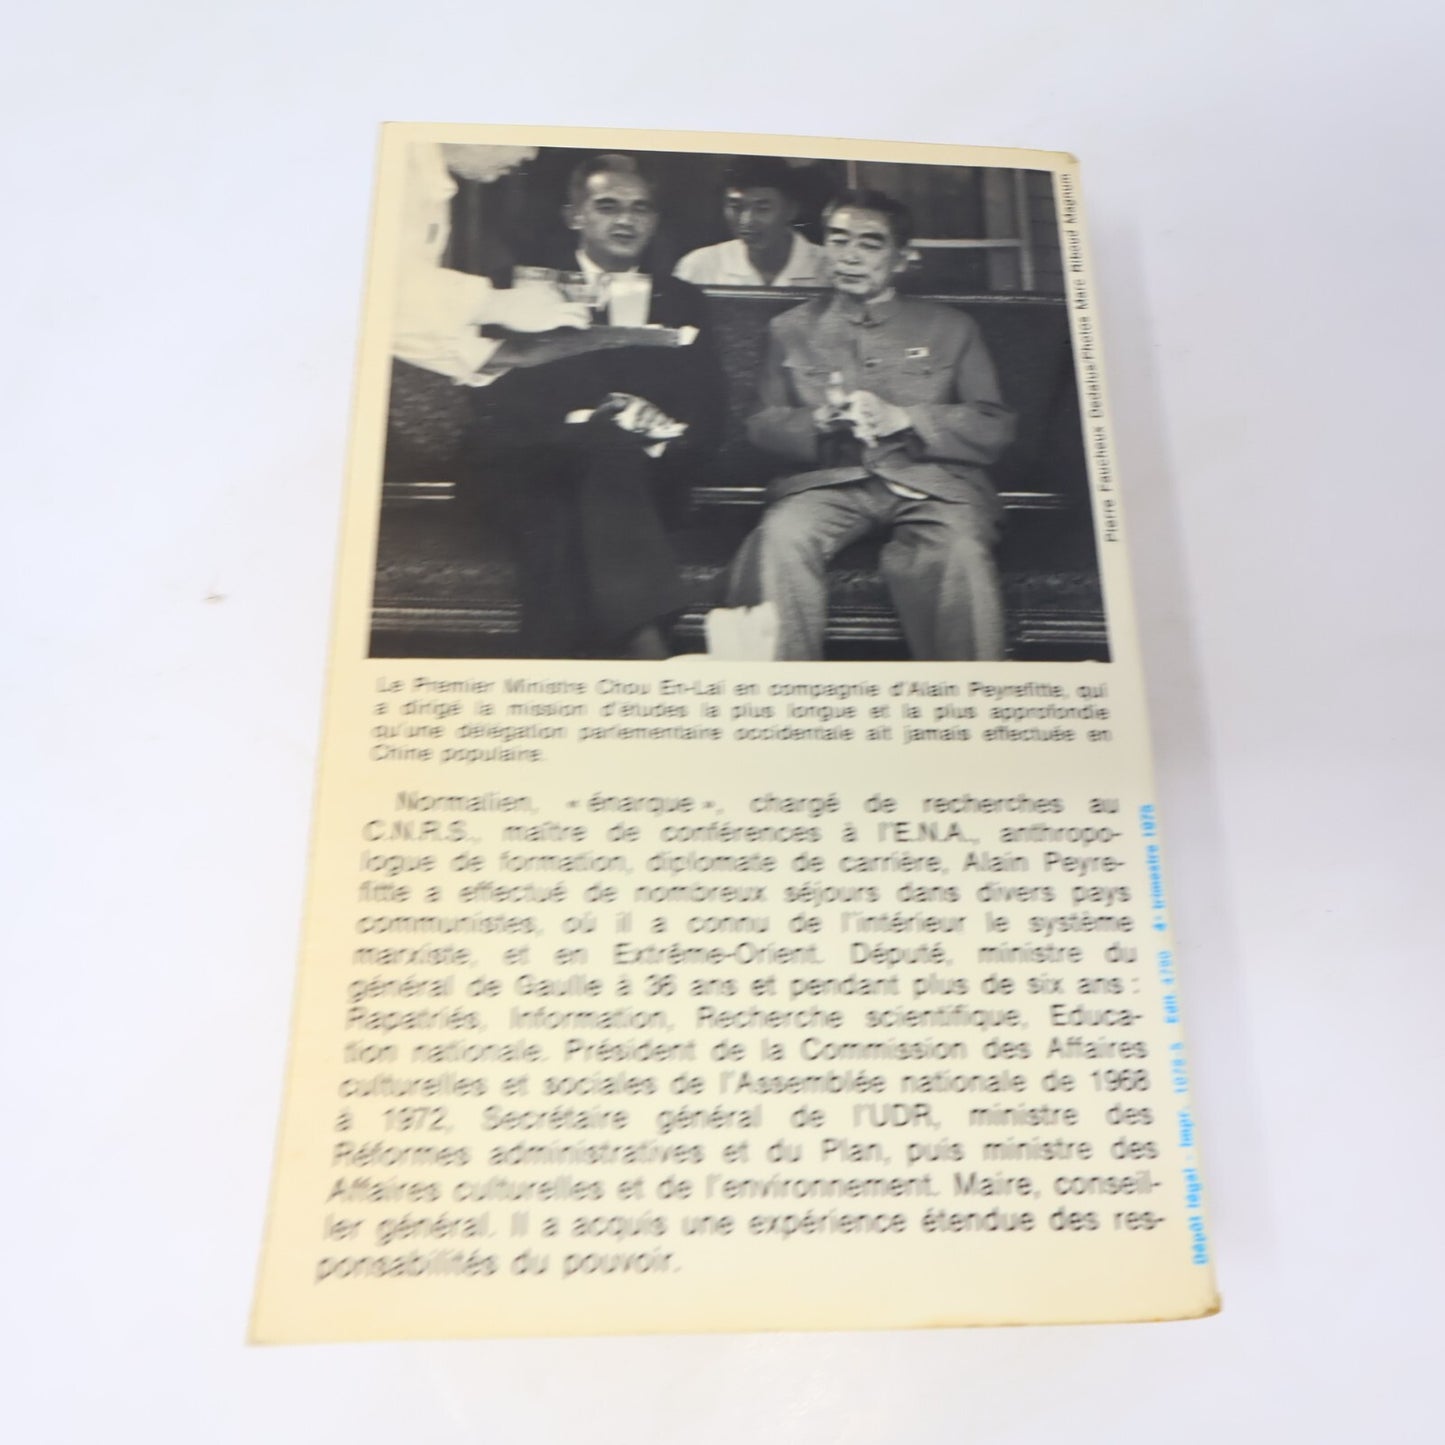 Pierre Faucheux Dedalus/Photos Marc Riboud Magnum
Le Premier Ministre Chou En-Lai en compagnie d'Alain Peyrefitte, qui
a dirigé la mission d'études la plus longue et la plus approfondie
qu'une délégation parlementaire occidentale ait jamais effectuée en
Chine populaire.
Normalien, « énarque », chargé de recherches au
C.N.R.S., maître de conférences à l'E.N.A., anthropo-
logue de formation, diplomate de carrière, Alain Peyre-
fitte a effectué de nombreux séjours dans divers pays
communistes, où il a connu de l'intérieur le système
marxiste, et en Extrême-Orient. Député, ministre du
général de Gaulle à 36 ans et pendant plus de six ans :
Rapatriés, Information, Recherche scientifique, Educa-
tion nationale. Président de la Commission des Affaires
culturelles et sociales de l'Assemblée nationale de 1968
à 1972, Secrétaire général de l'UDR, ministre des
Réformes administratives et du Plan, puis ministre des
Affaires culturelles et de l'environnement. Maire, conseil-
ler général. Il a acquis une expérience étendue des res-
ponsabilités du pouvoir.
Dépôt légal - Impr. Edit. 4e trimestre